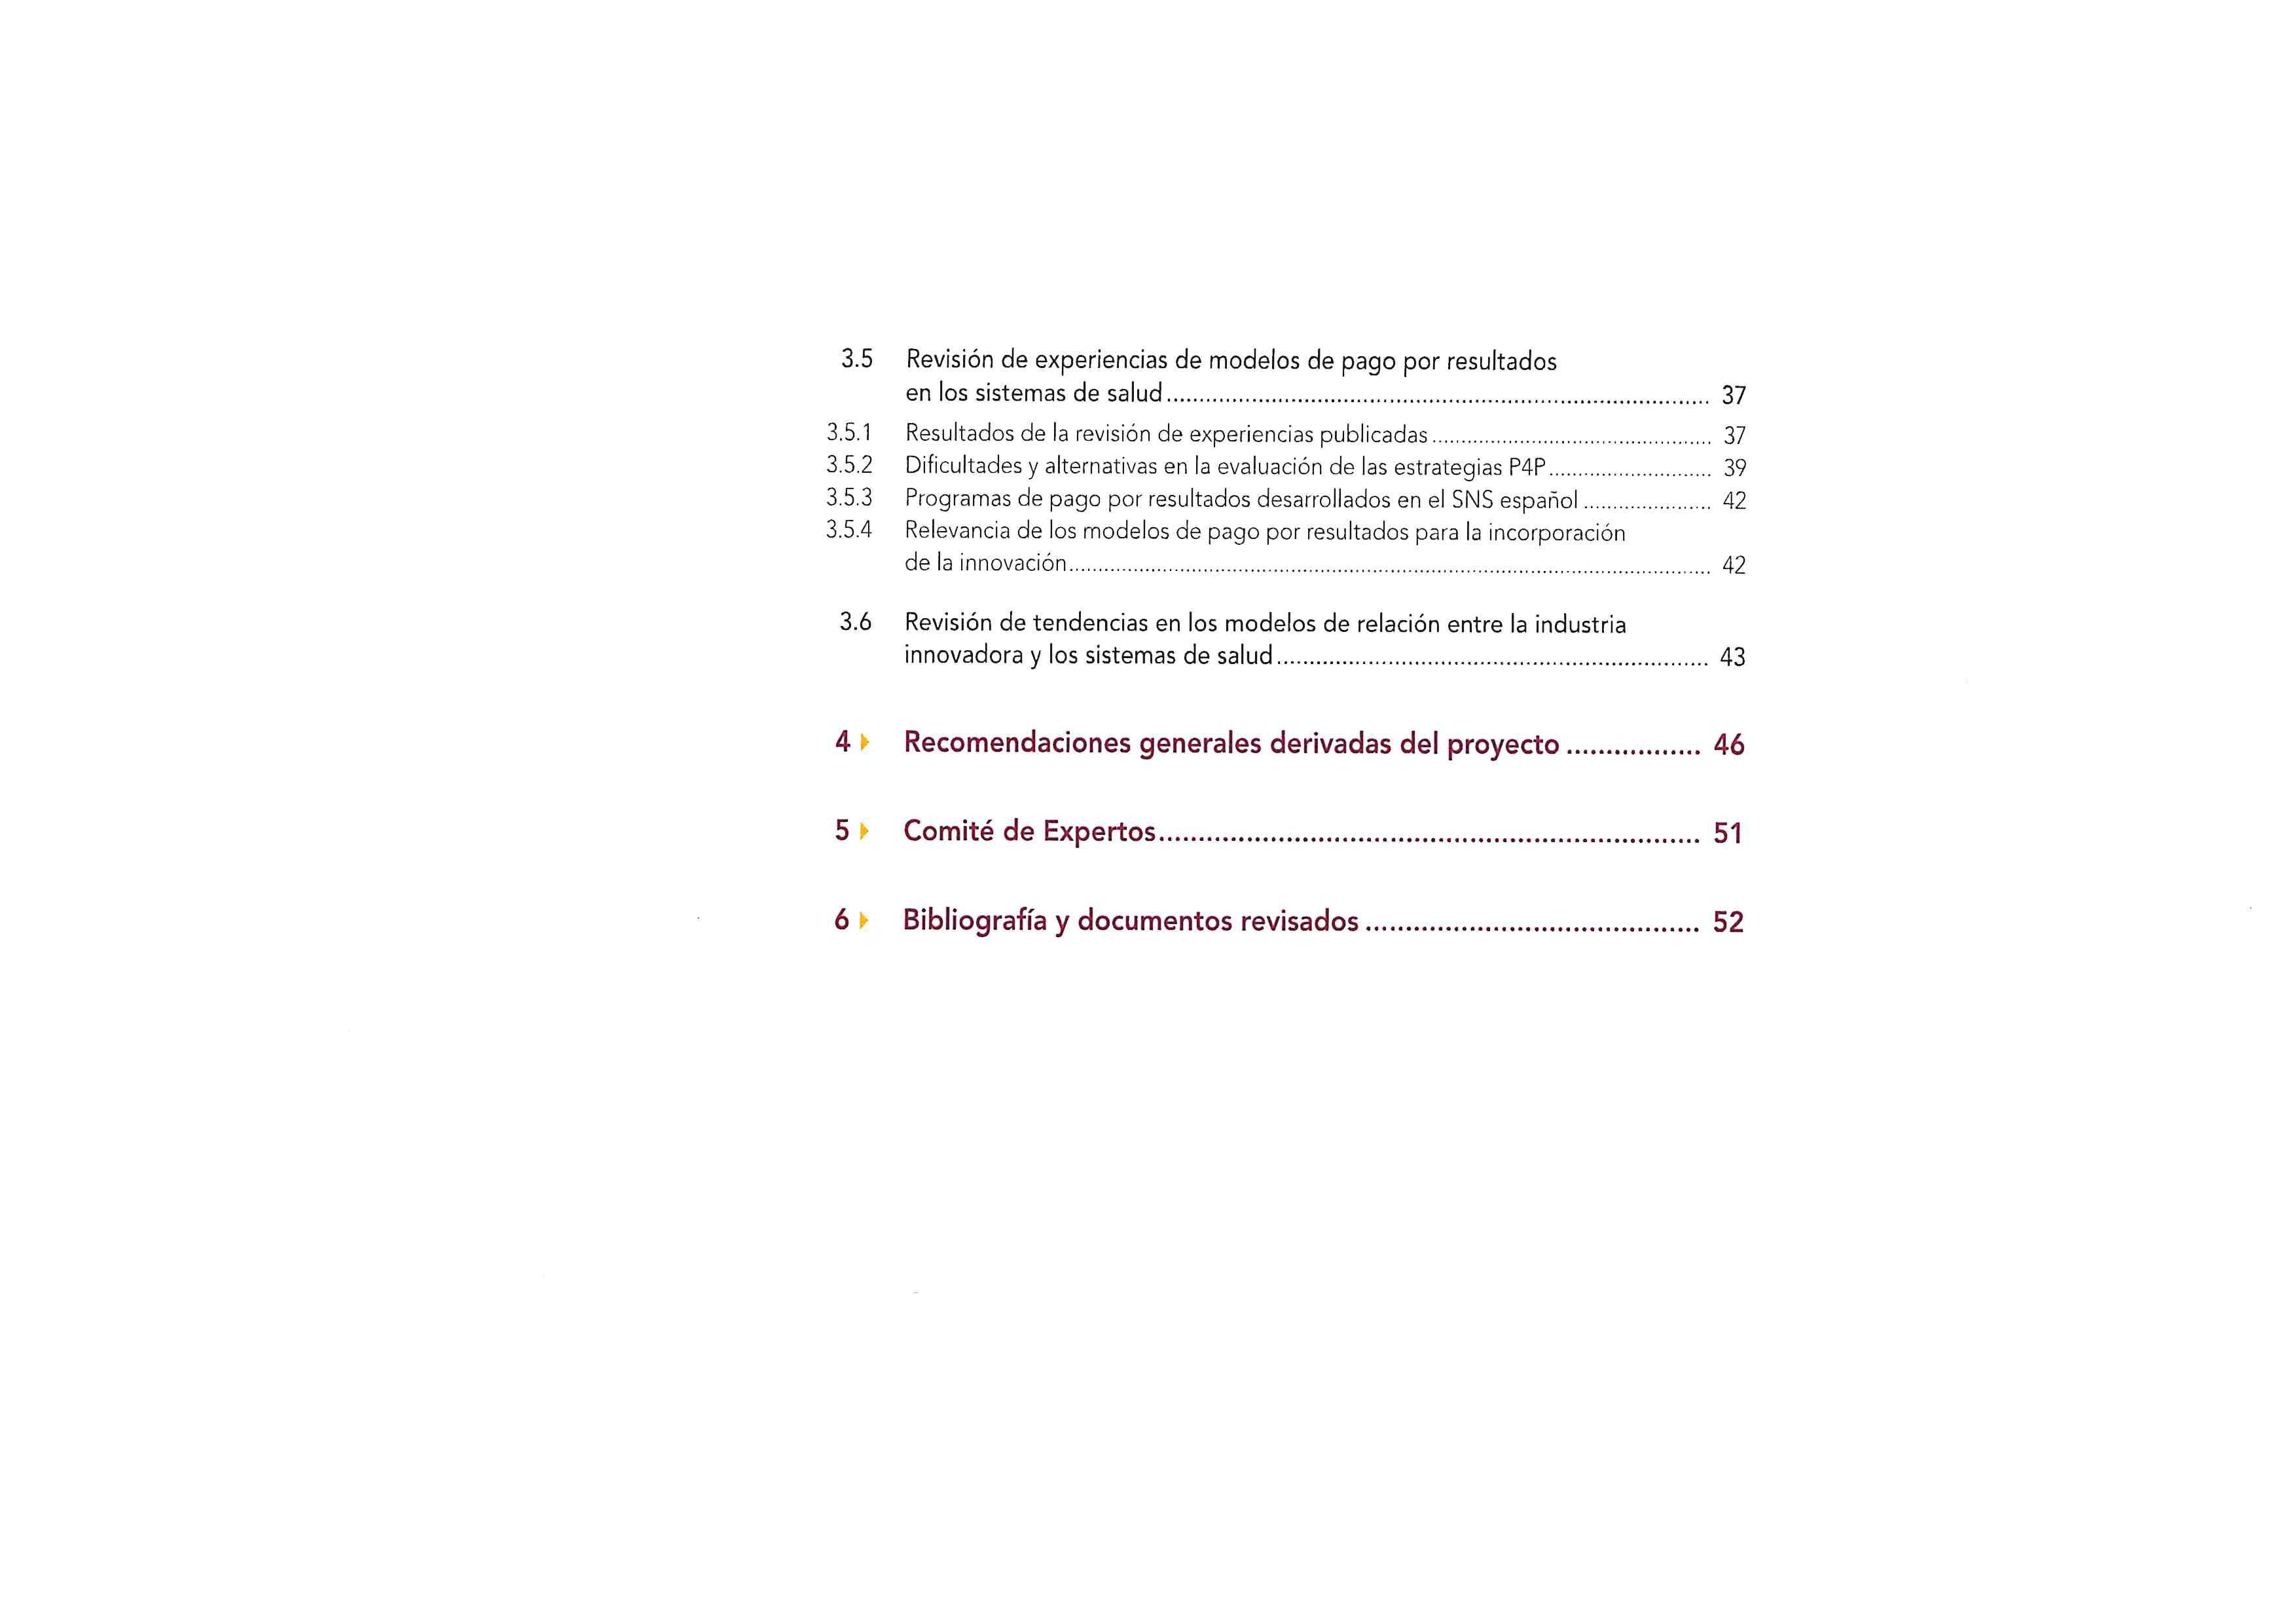 3.5 Revisión de experiencias de modelos de pago por resultados
en los sistemas de salud ........ 37
3.5.1 Resultados de la revisión de experiencias publicadas ........ 37
3.5.2 Dificultades y alternativas en la evaluación de las estrategias P4P ........ 39
3.5.3 Programas de pago por resultados desarrollados en el SNS español ........ 42
3.5.4 Relevancia de los modelos de pago por resultados para la incorporación
de la innovación ........ 42
3.6 Revisión de tendencias en los modelos de relación entre la industria
innovadora y los sistemas de salud ........ 43
4 Recomendaciones generales derivadas del proyecto ........ 46
5 Comité de Expertos ........ 51
6 Bibliografía y documentos revisados ........ 52